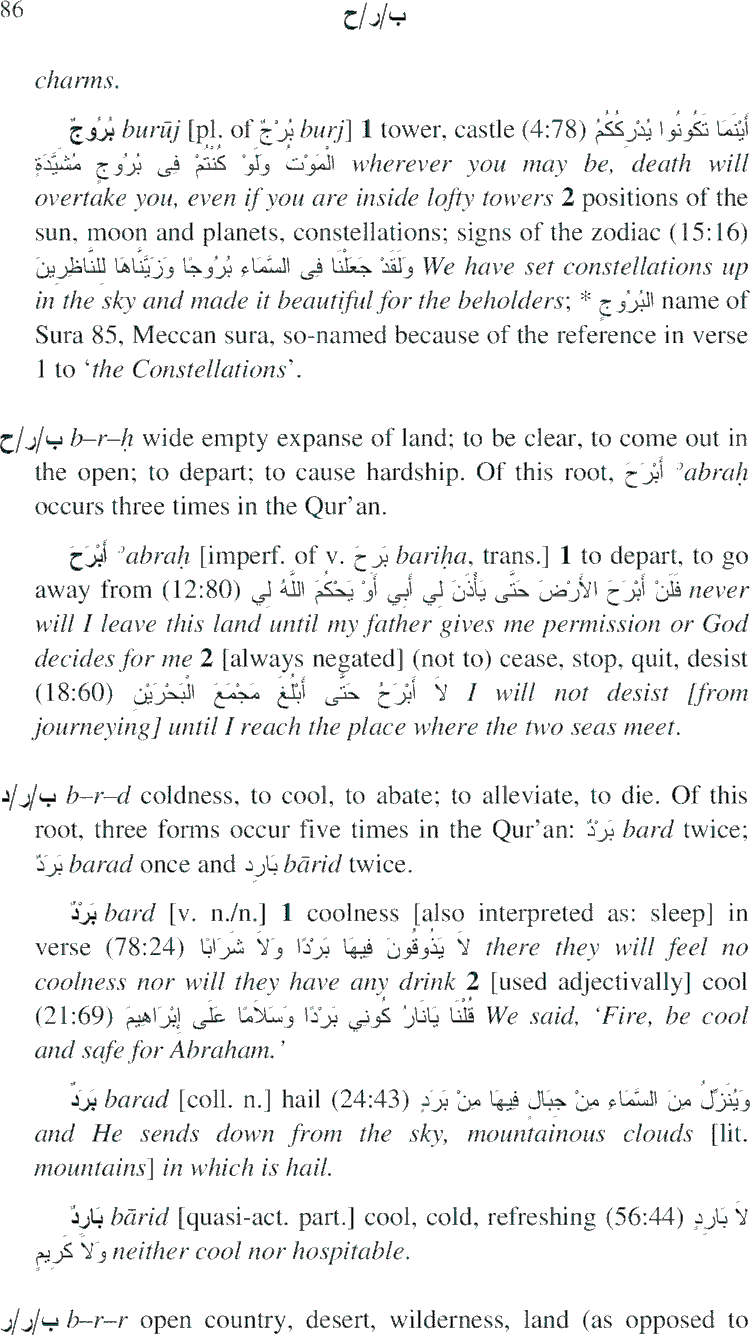 86
ب/ر/ح
charms.
بُرُوجٌ burūj [pl. of بُرْجٌ burj] 1 tower, castle (4:78) أَيْنَمَا تَكُونُوا يُدْرِككُمُ
الْمَوْتُ وَلَوْ كُنْتُمْ فِى بُرُوجٍ مُشَيَّدَةٍ wherever you may be, death will
overtake you, even if you are inside lofty towers 2 positions of the
sun, moon and planets, constellations; signs of the zodiac (15:16)
وَلَقَدْ جَعَلْنَا فِى السَّمَاءِ بُرُوجًا وَزَيَّنَّاهَا لِلنَّاظِرِينَ We have set constellations up
in the sky and made it beautiful for the beholders; * البُرُوجِ name of
Sura 85, Meccan sura, so-named because of the reference in verse
1 to ‘the Constellations’.
ب/ر/ح b–r–ḥ wide empty expanse of land; to be clear, to come out in
the open; to depart; to cause hardship. Of this root, أَبْرَحَ ʾabraḥ
occurs three times in the Qur’an.
أَبْرَحَ ʾabraḥ [imperf. of v. بَرِحَ bariḥa, trans.] 1 to depart, to go
away from (12:80) فَلَنْ أَبْرَحَ الأَرْضَ حَتَّى يَأْذَنَ لِي أَبِي أَوْ يَحْكُمَ اللَّهُ لِي never
will I leave this land until my father gives me permission or God
decides for me 2 [always negated] (not to) cease, stop, quit, desist
(18:60) لاَ أَبْرَحُ حَتَّى أَبْلُغَ مَجْمَعَ الْبَحْرَيْنِ I will not desist [from
journeying] until I reach the place where the two seas meet.
ب/ر/د b–r–d coldness, to cool, to abate; to alleviate, to die. Of this
root, three forms occur five times in the Qur’an: بَرْدٌ bard twice;
بَرَدٌ barad once and بَارِد bārid twice.
بَرْدٌ bard [v. n./n.] 1 coolness [also interpreted as: sleep] in
verse (78:24) لاَ يَذُوقُونَ فِيهَا بَرْدًا وَلاَ شَرَابًا there they will feel no
coolness nor will they have any drink 2 [used adjectivally] cool
(21:69) قُلْنَا يَانَارُ كُونِي بَرْدًا وَسَلاَمًا عَلَى إِبْرَاهِيمَ We said, ‘Fire, be cool
and safe for Abraham.’
بَرَدٌ barad [coll. n.] hail (24:43) وَيُنَزِّلُ مِنَ السَّمَاءِ مِنْ جِبَالٍ فِيهَا مِنْ بَرَدٍ
and He sends down from the sky, mountainous clouds [lit.
mountains] in which is hail.
بَارِدٌ bārid [quasi-act. part.] cool, cold, refreshing (56:44) لاَ بَارِدٍ
وَلاَ كَرِيمٍ neither cool nor hospitable.
ب/ر/ر b–r–r open country, desert, wilderness, land (as opposed to